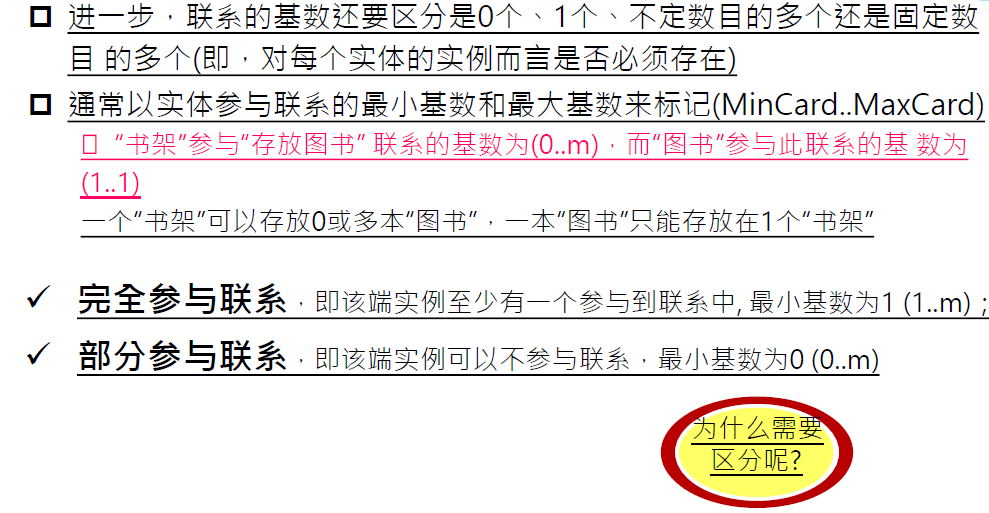 进一步，联系的基数还要区分是0个、1个、不定数目的多个还是固定数
目 的多个(即，对每个实体的实例而言是否必须存在)
通常以实体参与联系的最小基数和最大基数来标记(MinCard..MaxCard)
“书架”参与“存放图书” 联系的基数为(0..m)，而“图书”参与此联系的基 数为
(1..1)
一个“书架”可以存放0或多本“图书”，一本“图书”只能存放在1个“书架”
完全参与联系，即该端实例至少有一个参与到联系中, 最小基数为1 (1..m)；
部分参与联系，即该端实例可以不参与联系，最小基数为0 (0..m)
为什么需要
区分呢?